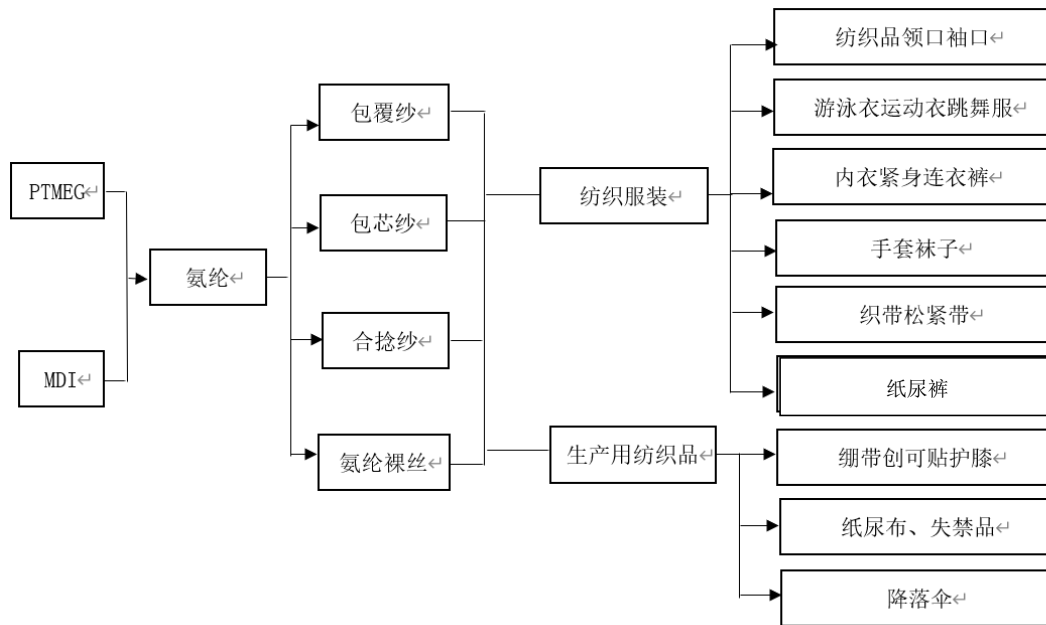 PTMEG
MDI
氨纶
包覆纱
包芯纱
合捻纱
氨纶裸丝
纺织服装
生产用纺织品
纺织品领口袖口
游泳衣运动衣跳舞服
内衣紧身连衣裤
手套袜子
织带松紧带
纸尿裤
绷带创可贴护膝
纸尿布、失禁品
降落伞